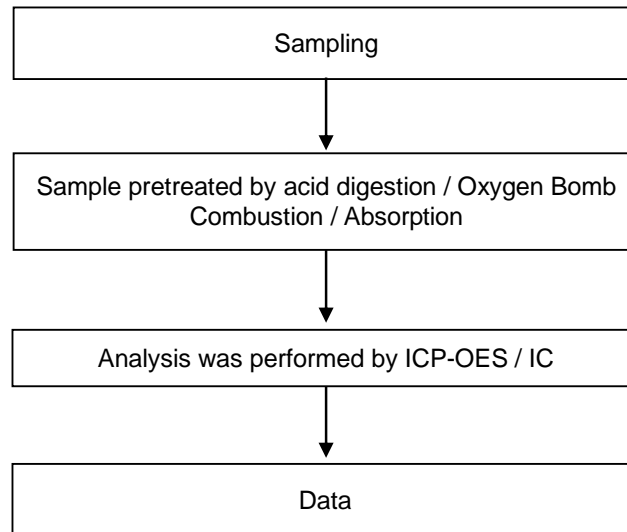 Sampling
Sample pretreated by acid digestion / Oxygen Bomb
Combustion / Absorption
Analysis was performed by ICP-OES / IC
Data